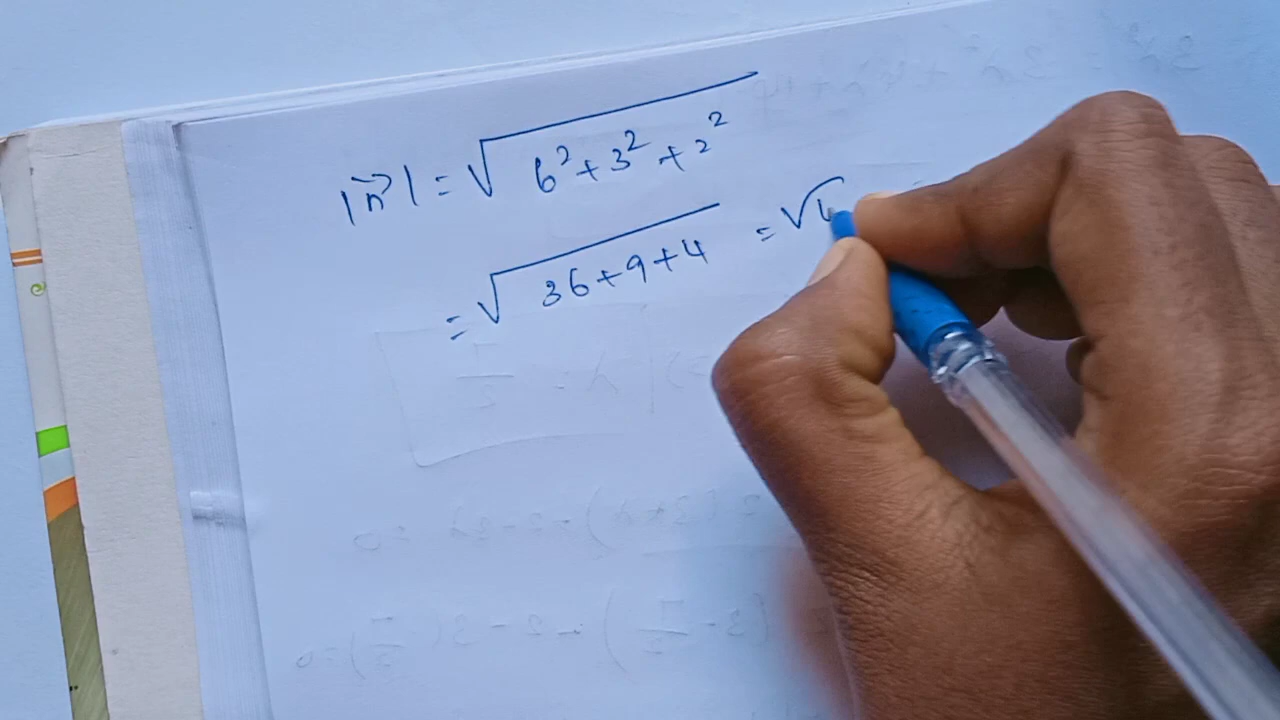 |n⃗| = √6² + 3² + 2²
= √36 + 9 + 4 = √4